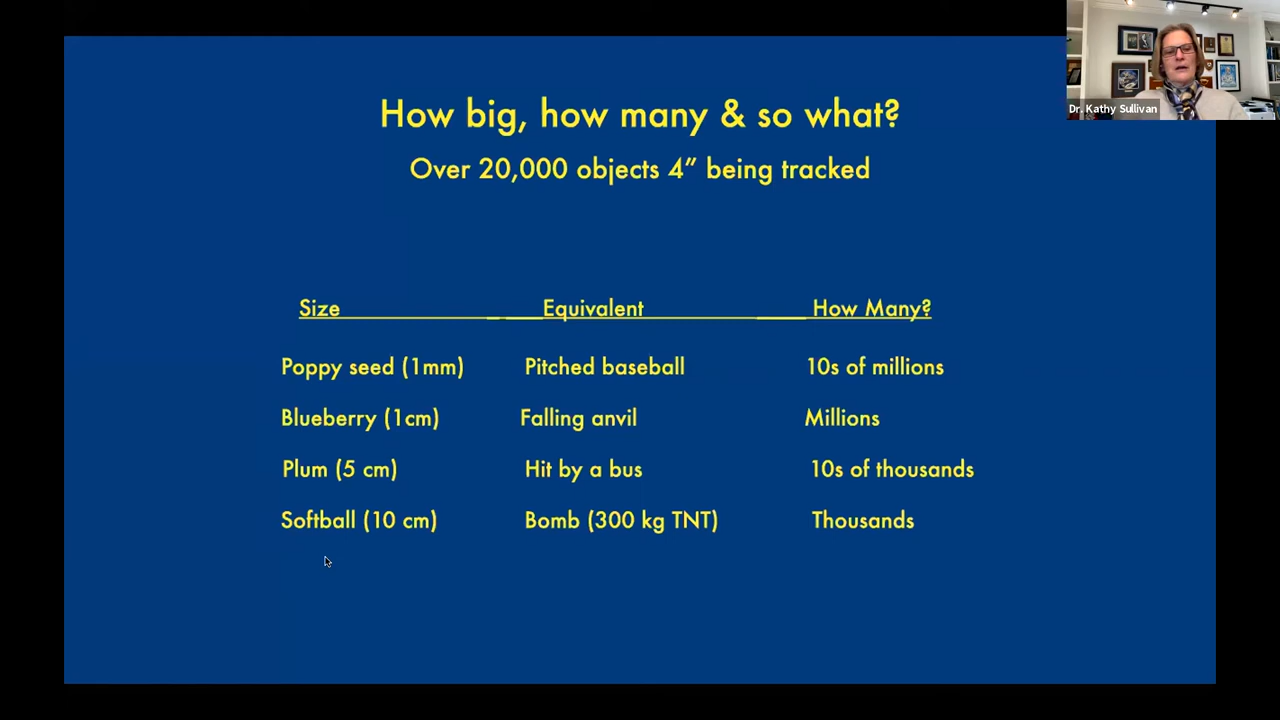 How big, how many & so what?
Over 20,000 objects 4” being tracked
Size Equivalent How Many?
Poppy seed (1mm) Pitched baseball 10s of millions
Blueberry (1cm) Falling anvil Millions
Plum (5 cm) Hit by a bus 10s of thousands
Softball (10 cm) Bomb (300 kg TNT) Thousands
Dr. Kathy Sullivan